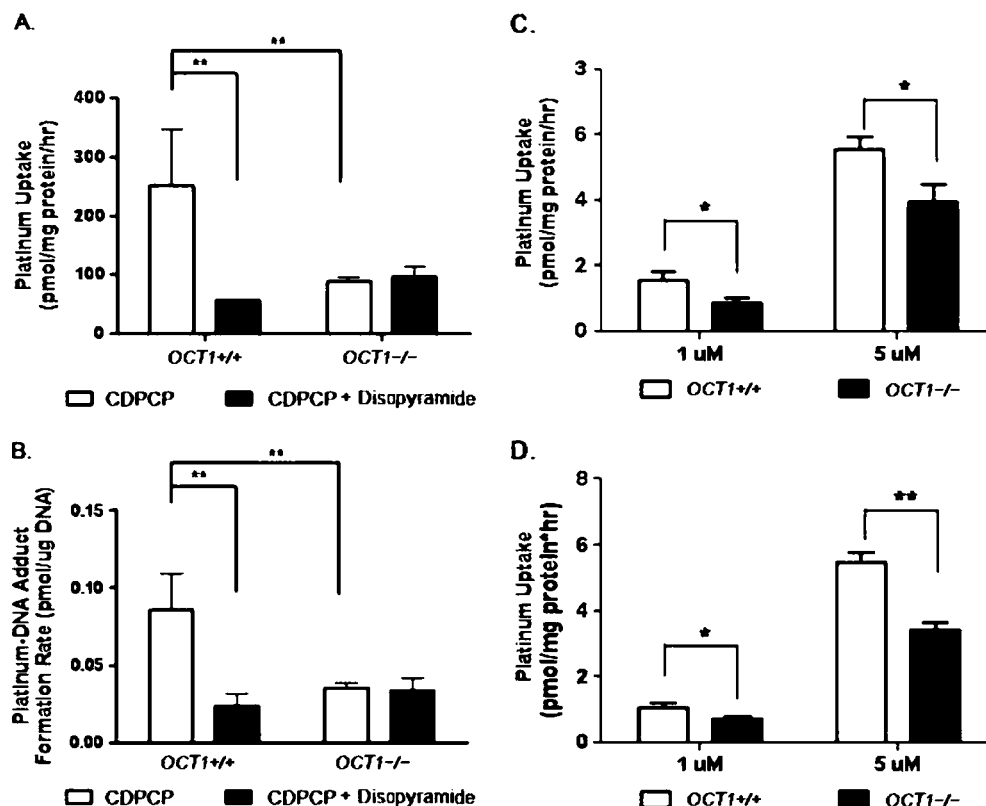 A.
**
**
Platinum Uptake
(pmol/mg protein/hr)
400
300
200
100
0
OCT1+/+ OCT1−/−
CDPCP CDPCP + Disopyramide
B.
**
**
Platinum-DNA Adduct
Formation Rate (pmol/ug DNA)
0.15
0.10
0.05
0.00
OCT1+/+ OCT1−/−
CDPCP CDPCP + Disopyramide
C.
*
*
Platinum Uptake
(pmol/mg protein/hr)
3
6
4
2
0
1 uM 5 uM
OCT1+/+ OCT1−/−
D.
**
*
Platinum Uptake
(pmol/mg protein*hr)
8
6
4
2
0
1 uM 5 uM
OCT1+/+ OCT1−/−